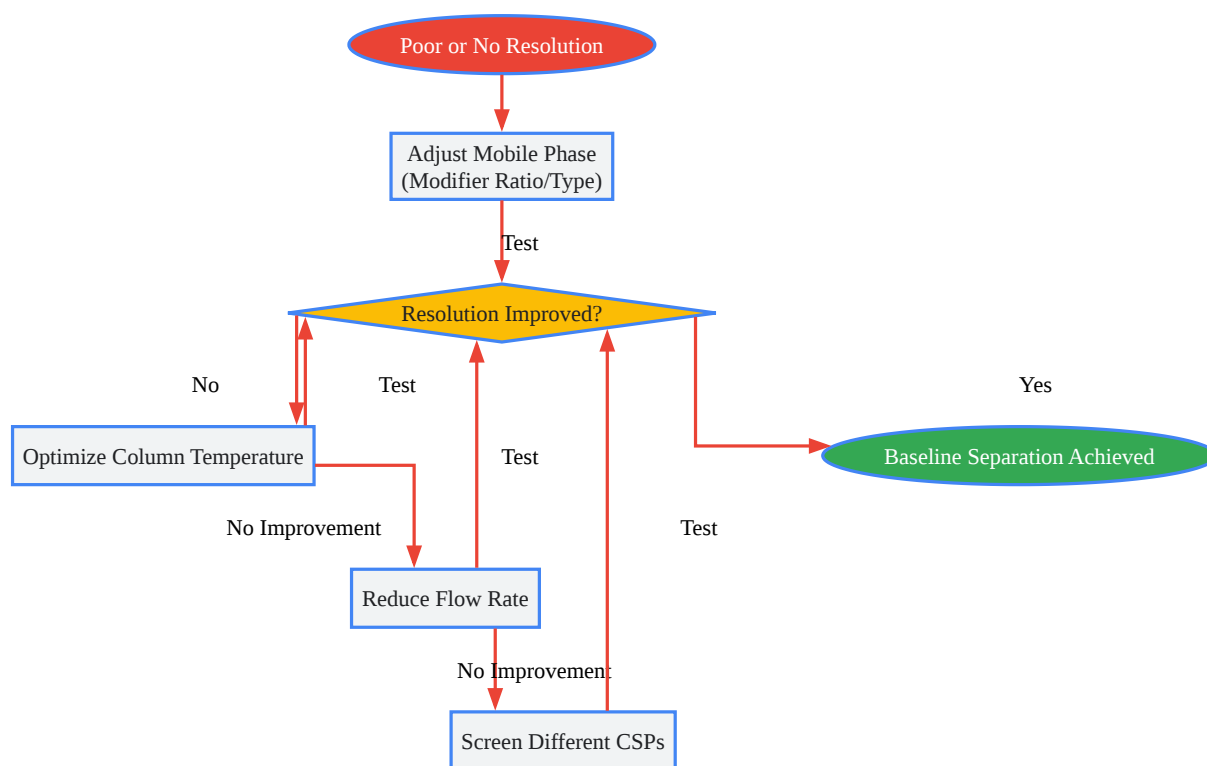 Poor or No Resolution
Adjust Mobile Phase
(Modifier Ratio/Type)
Test
Resolution Improved?
No
Test
Yes
Optimize Column Temperature
Test
Baseline Separation Achieved
No Improvement
Test
Reduce Flow Rate
No Improvement
Screen Different CSPs